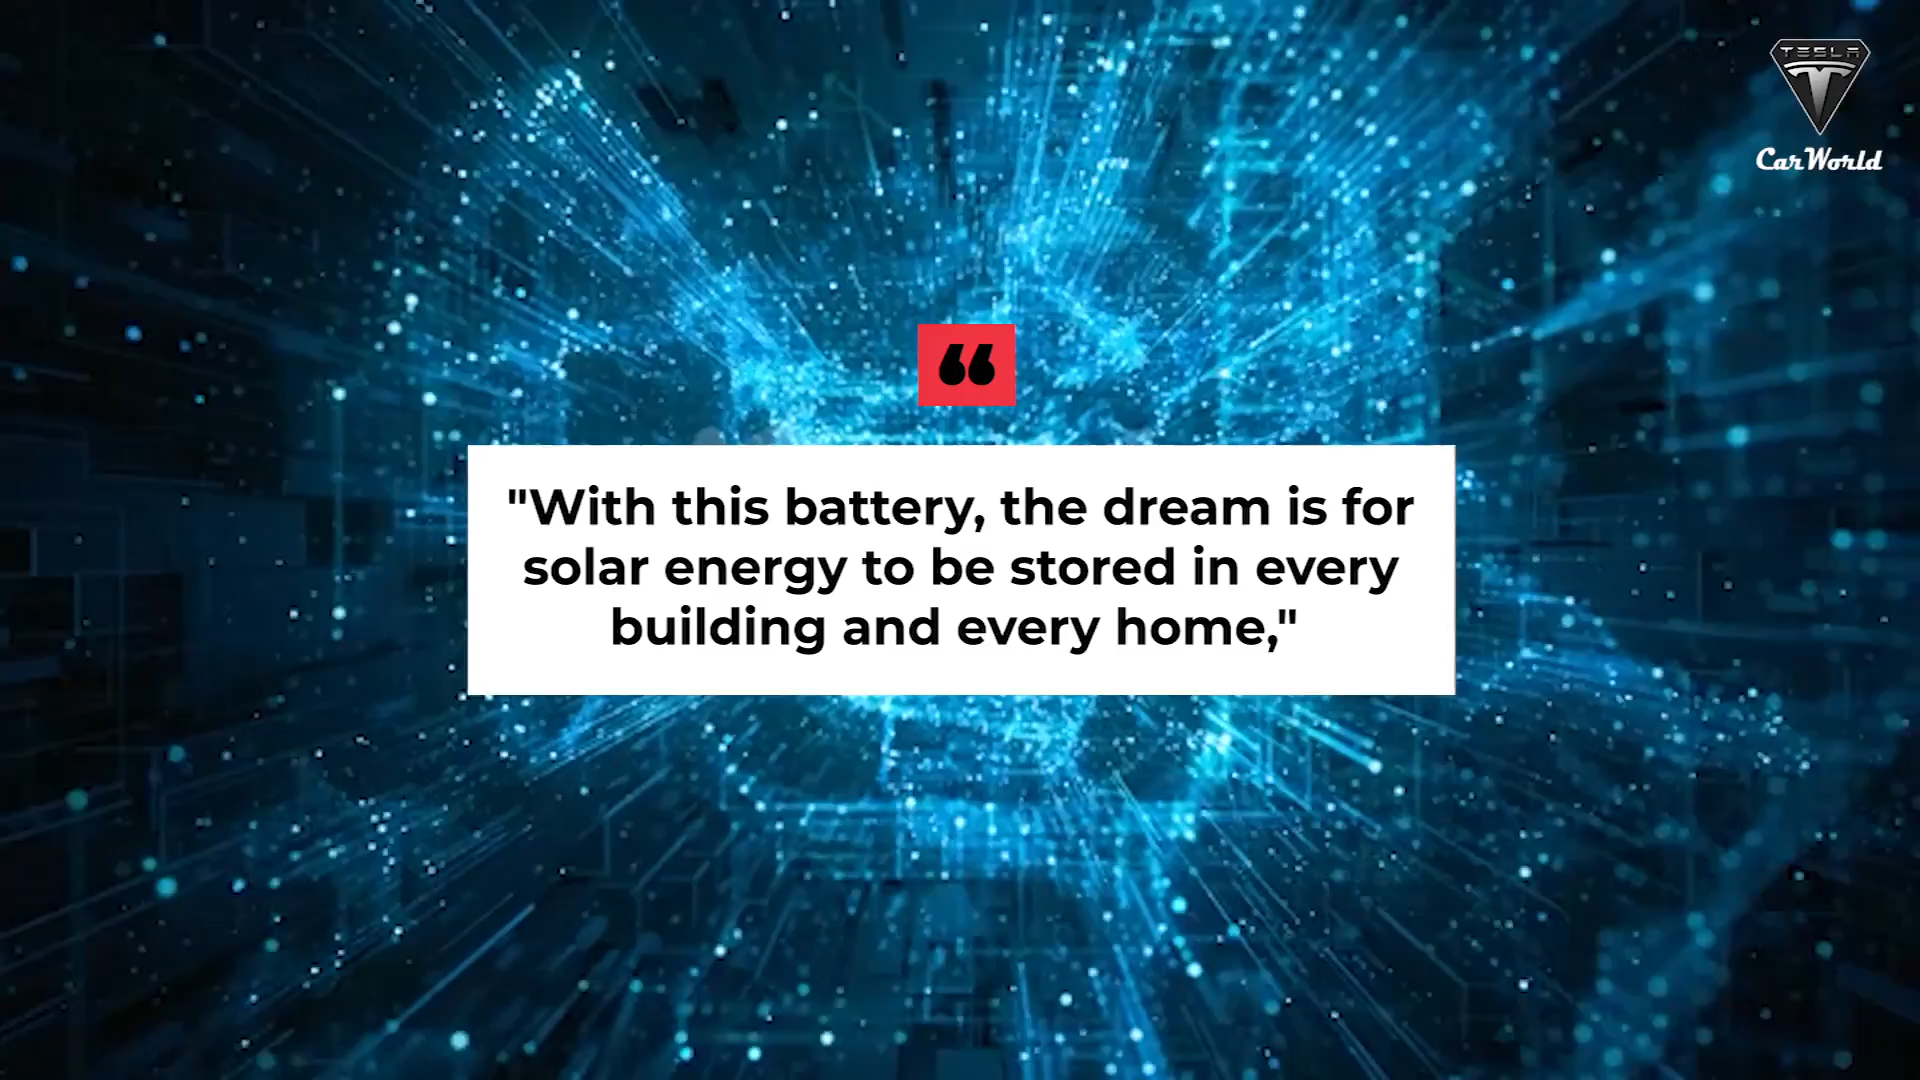 TESLA
CarWorld
"With this battery, the dream is for
solar energy to be stored in every
building and every home,"